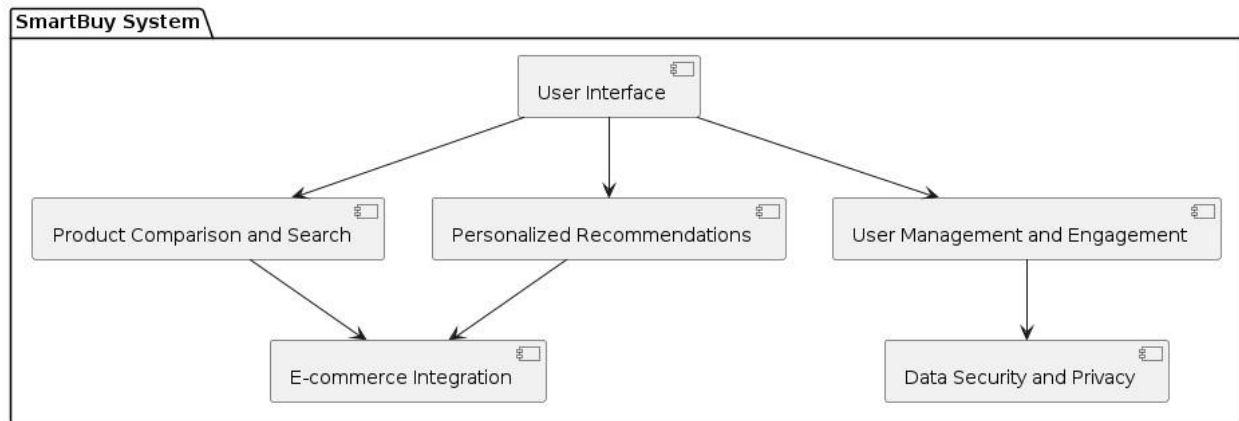 SmartBuy System
User Interface
Product Comparison and Search
Personalized Recommendations
User Management and Engagement
E-commerce Integration
Data Security and Privacy